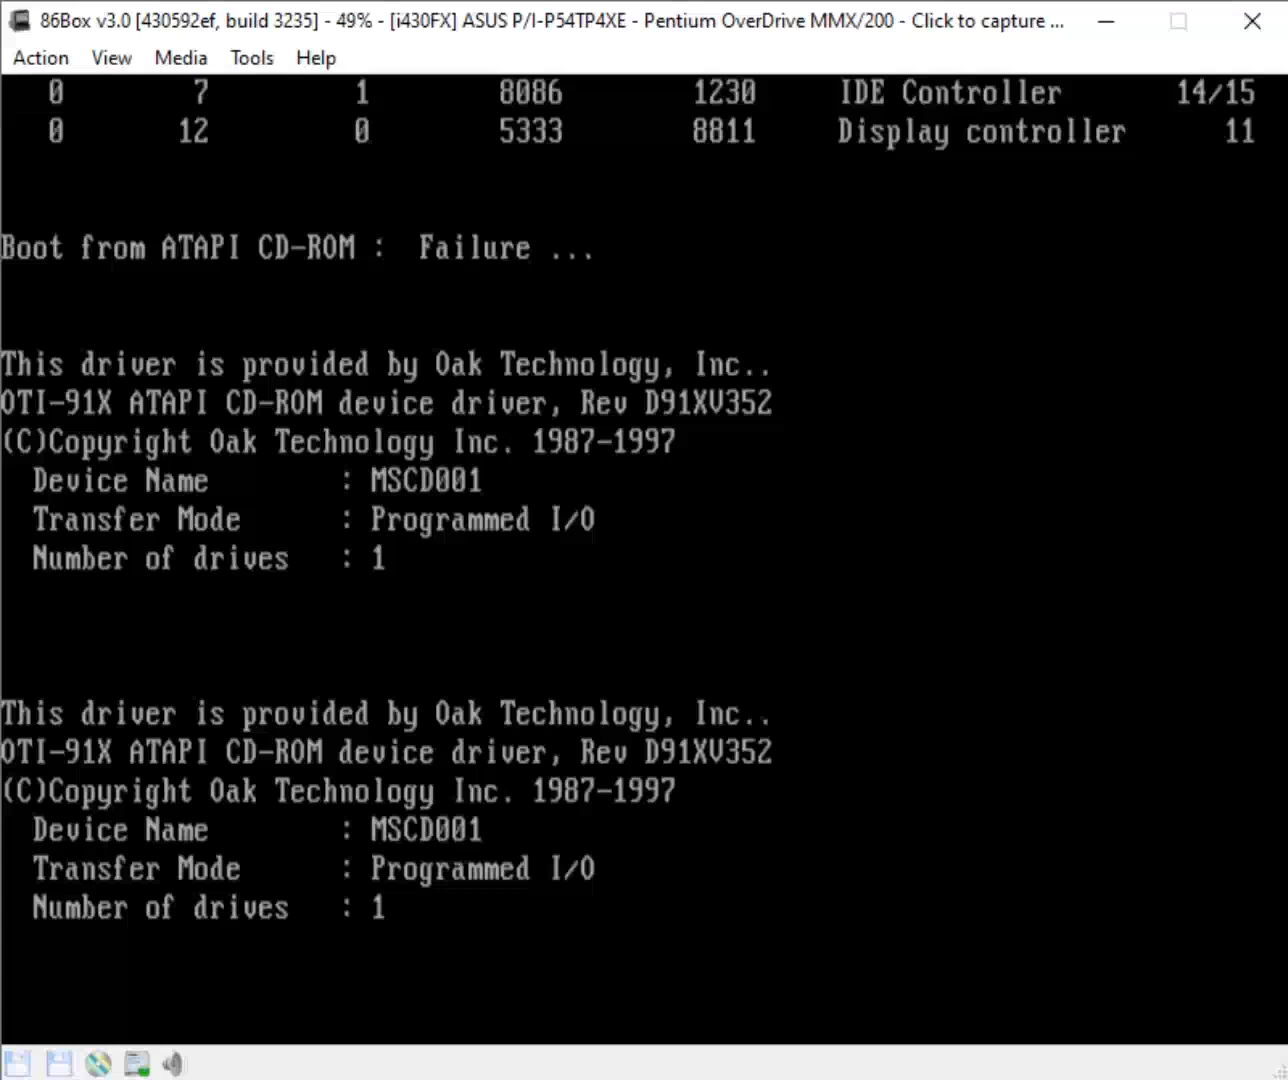 86Box v3.0 [430592ef, build 3235] - 49% - [i430FX] ASUS P/I-P54TP4XE - Pentium OverDrive MMX/200 - Click to capture ...
Action View Media Tools Help
0 7 1 8086 1230 IDE Controller 14/15
0 12 0 5333 8811 Display controller 11
Boot from ATAPI CD-ROM : Failure ...
This driver is provided by Oak Technology, Inc..
OTI-91X ATAPI CD-ROM device driver, Rev D91XV352
(C)Copyright Oak Technology Inc. 1987-1997
Device Name : MSCD001
Transfer Mode : Programmed I/O
Number of drives : 1
This driver is provided by Oak Technology, Inc..
OTI-91X ATAPI CD-ROM device driver, Rev D91XV352
(C)Copyright Oak Technology Inc. 1987-1997
Device Name : MSCD001
Transfer Mode : Programmed I/O
Number of drives : 1